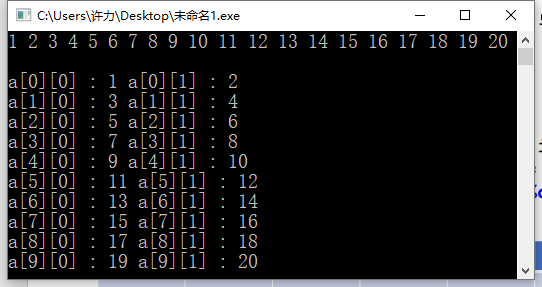 C:\Users\许力\Desktop\未命名1.exe
1 2 3 4 5 6 7 8 9 10 11 12 13 14 15 16 17 18 19 20
a[0][0] : 1 a[0][1] : 2
a[1][0] : 3 a[1][1] : 4
a[2][0] : 5 a[2][1] : 6
a[3][0] : 7 a[3][1] : 8
a[4][0] : 9 a[4][1] : 10
a[5][0] : 11 a[5][1] : 12
a[6][0] : 13 a[6][1] : 14
a[7][0] : 15 a[7][1] : 16
a[8][0] : 17 a[8][1] : 18
a[9][0] : 19 a[9][1] : 20